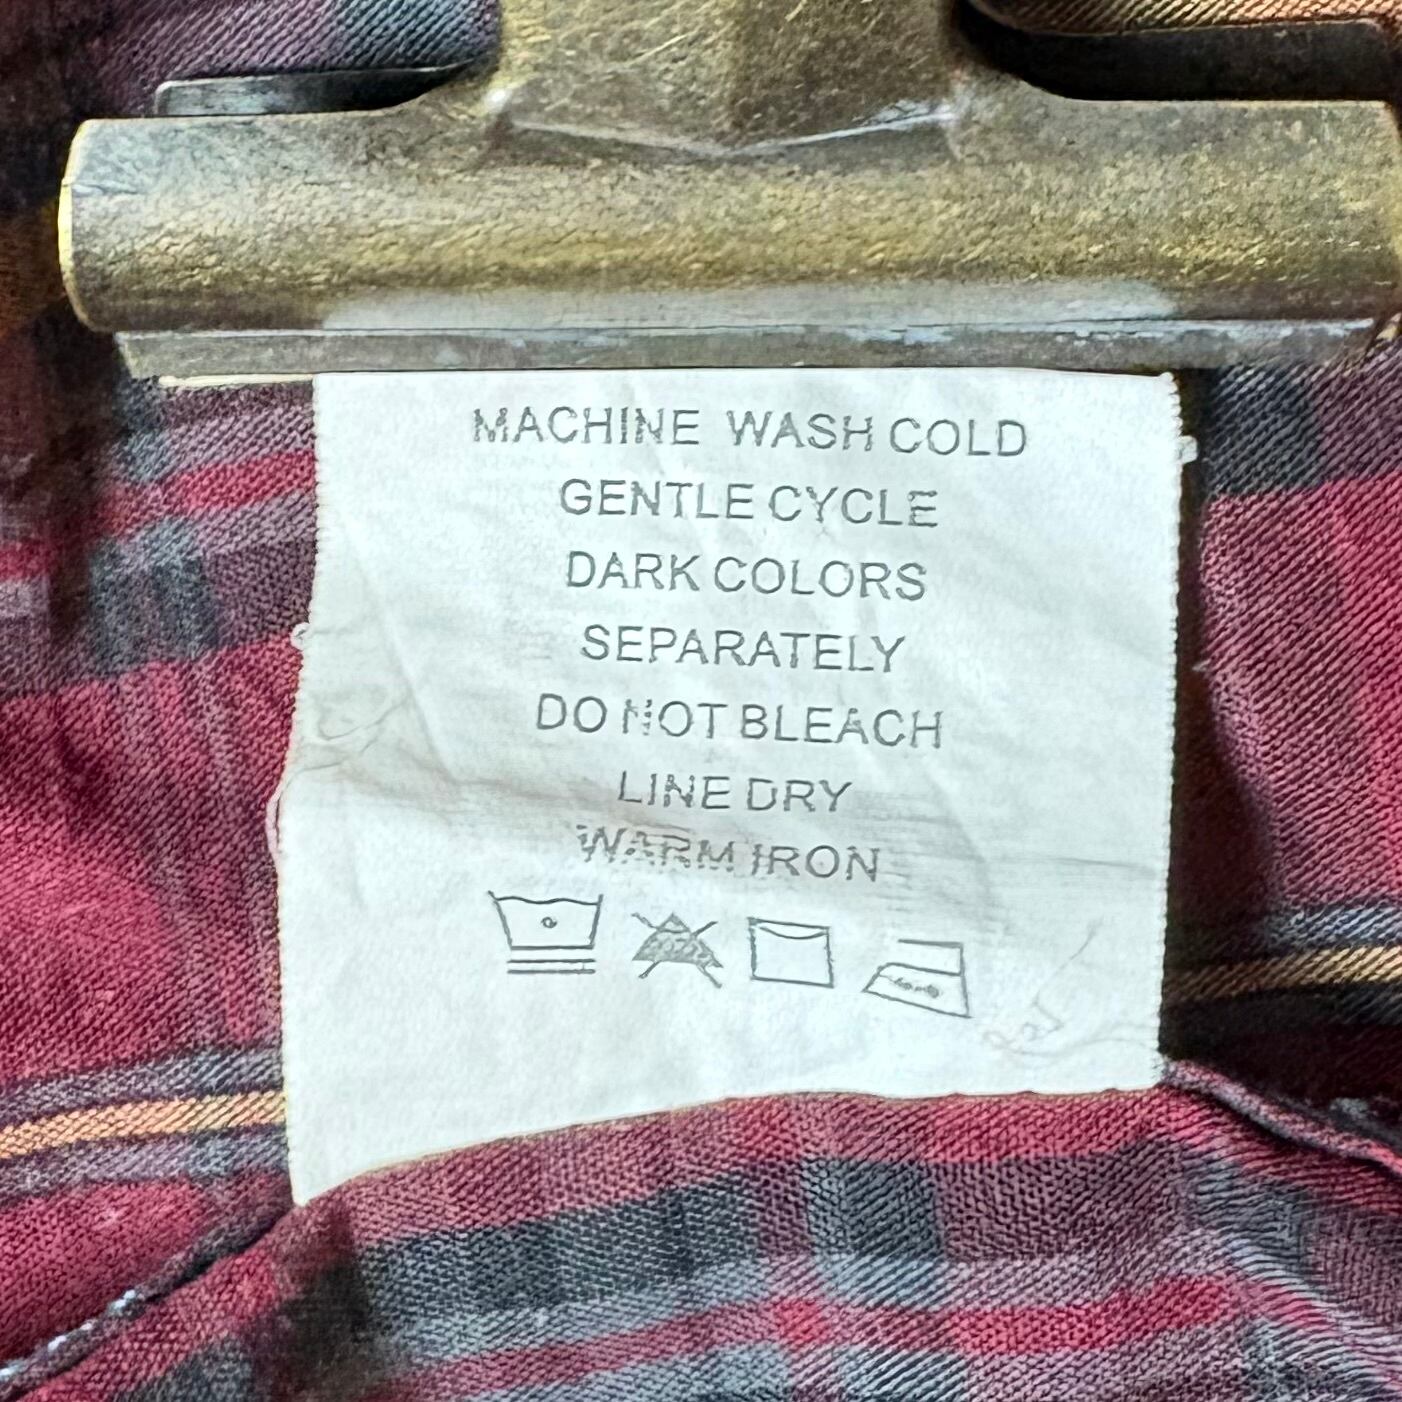 MACHINE WASH COLD
GENTLE CYCLE
DARK COLORS
SEPARATELY
DO NOT BLEACH
LINE DRY
WARM IRON